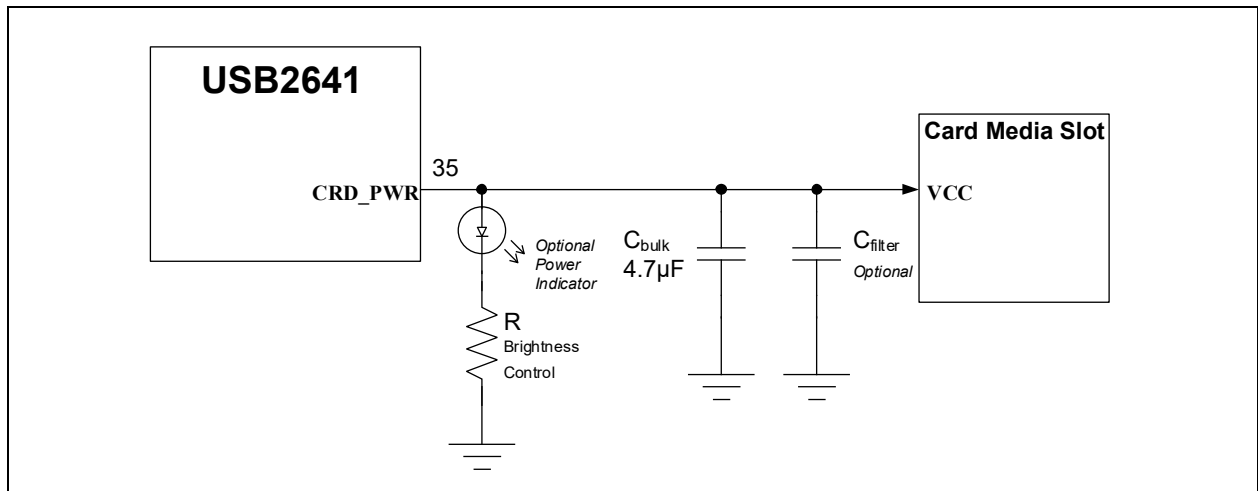 USB2641
CRD_PWR
35
Optional
Power
Indicator
R
Brightness
Control
Cbulk
4.7µF
Cfilter
Optional
Card Media Slot
VCC